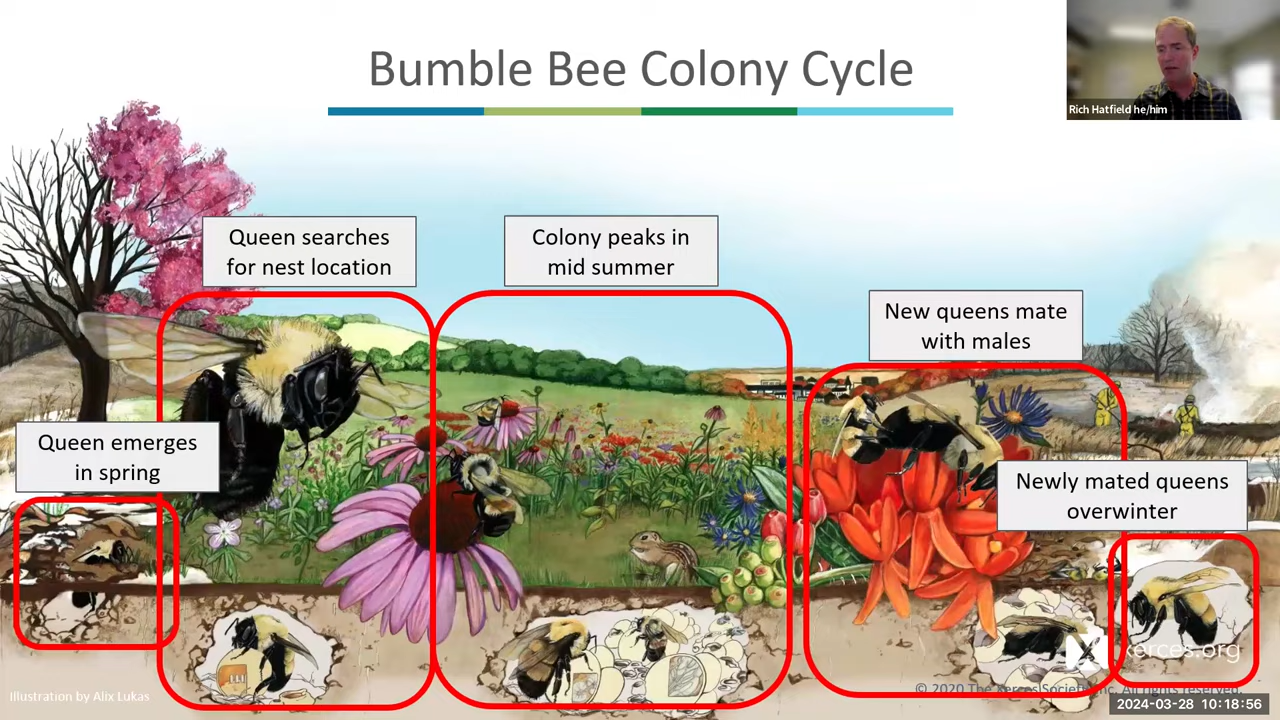 Bumble Bee Colony Cycle
Rich Hatfield he/him
Queen searches
for nest location
Colony peaks in
mid summer
New queens mate
with males
Queen emerges
in spring
Newly mated queens
overwinter
xerces.org
Illustration by Alix Lukas
© 2020 The Xerces Society, Inc. All rights reserved.
2024-03-28 10:18:56